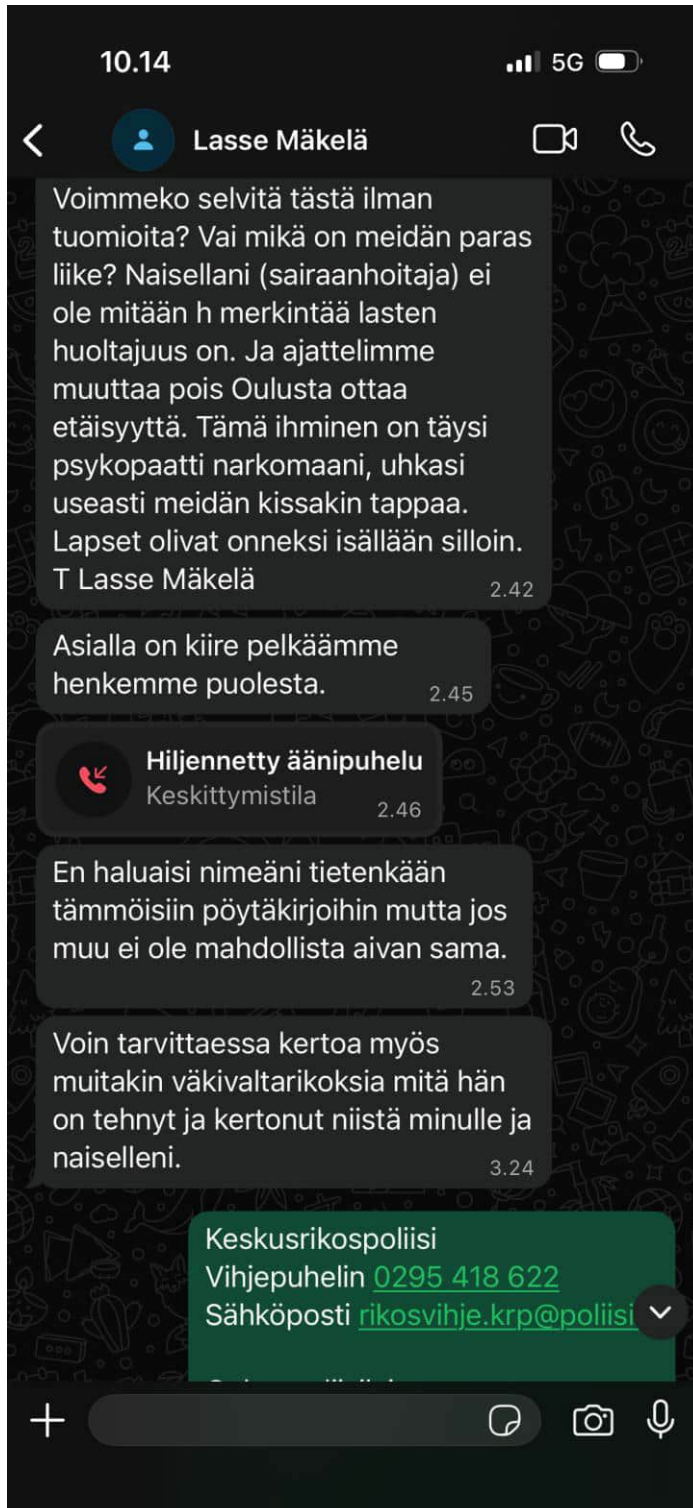 10.14
5G
Lasse Mäkelä
Voimmeko selvitä tästä ilman
tuomioita? Vai mikä on meidän paras
liike? Naisellani (sairaanhoitaja) ei
ole mitään h merkintää lasten
huoltajuus on. Ja ajattelimme
muuttaa pois Oulusta ottaa
etäisyyttä. Tämä ihminen on täysi
psykopaatti narkomaani, uhkasi
useasti meidän kissakin tappaa.
Lapset olivat onneksi isällään silloin.
T Lasse Mäkelä
2.42
Asialla on kiire pelkäämme
henkemme puolesta.
2.45
Hiljennetty äänipuhelu
Keskittymistila
2.46
En haluaisi nimeäni tietenkään
tämmöisiin pöytäkirjoihin mutta jos
muu ei ole mahdollista aivan sama.
2.53
Voin tarvittaessa kertoa myös
muitakin väkivaltarikoksia mitä hän
on tehnyt ja kertonut niistä minulle ja
naiselleni.
3.24
Keskusrikospoliisi
Vihjepuhelin 0295 418 622
Sähköposti rikosvihje.krp@poliisi